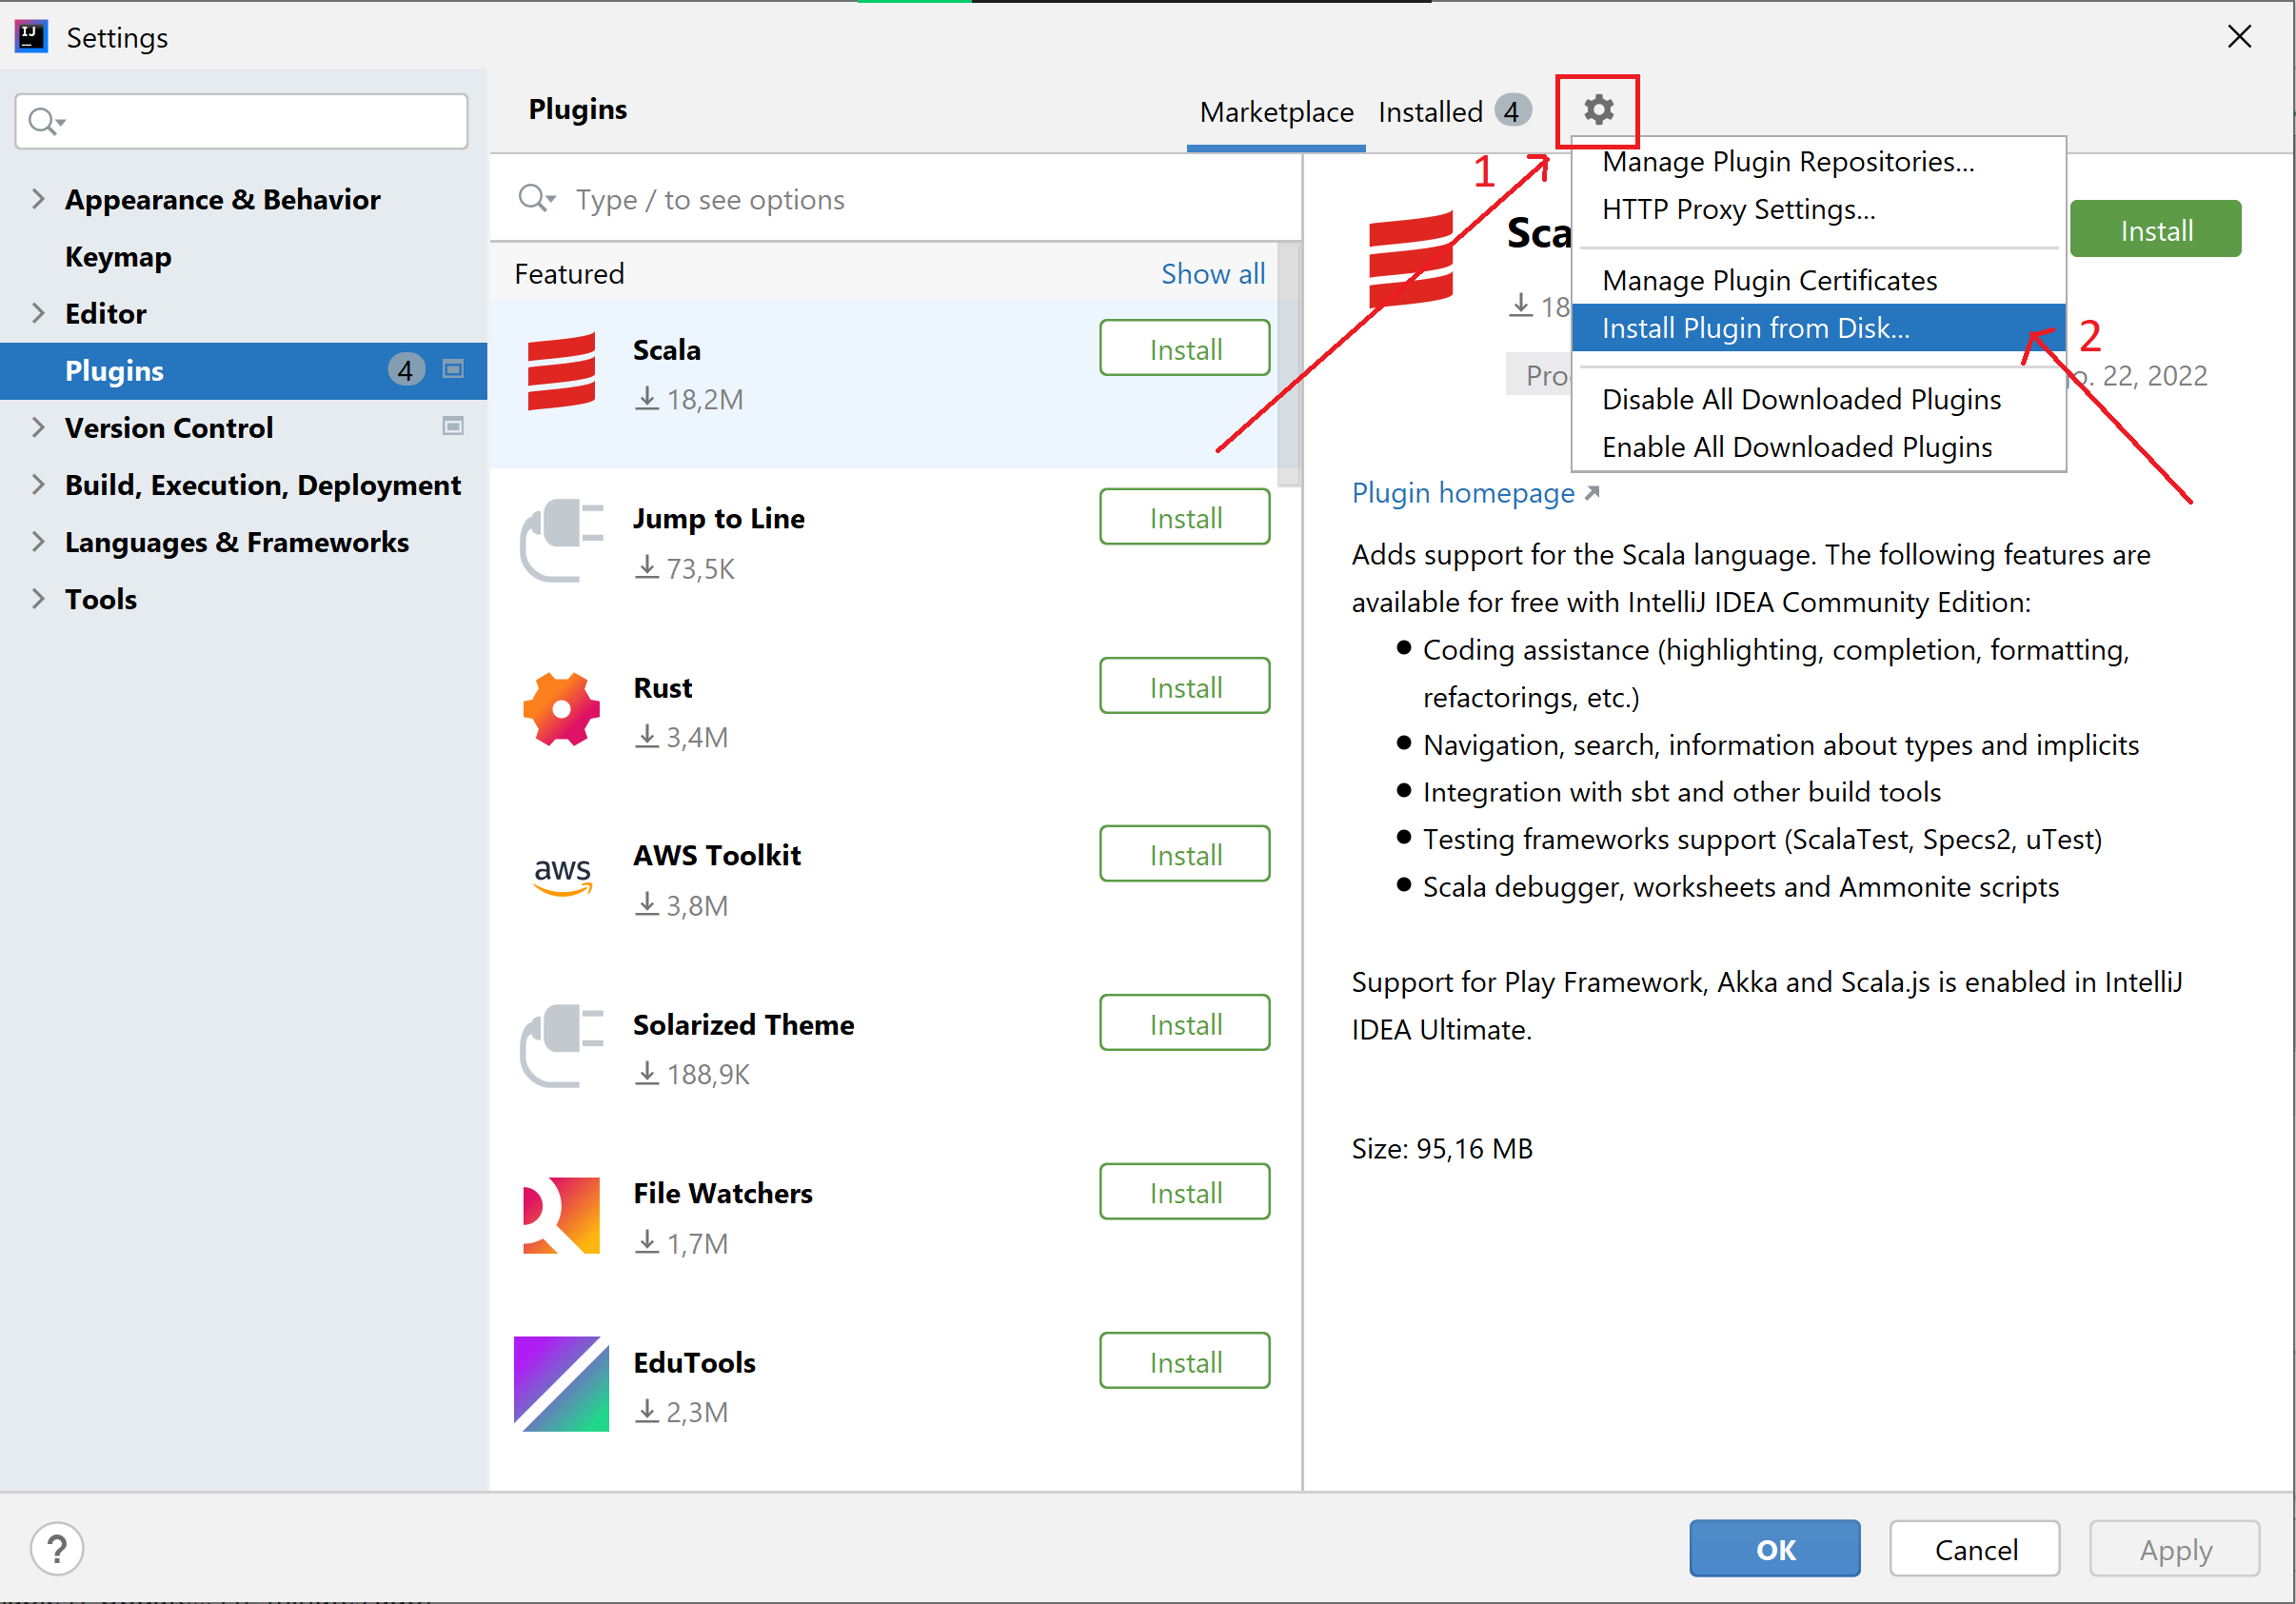 IJ
Settings
Plugins
Marketplace
Installed 4
1
Manage Plugin Repositories...
HTTP Proxy Settings...
Manage Plugin Certificates
Install Plugin from Disk...
2
Disable All Downloaded Plugins
Enable All Downloaded Plugins
Appearance & Behavior
Keymap
Editor
Plugins 4
Version Control
Build, Execution, Deployment
Languages & Frameworks
Tools
Type / to see options
Featured
Show all
Scala
18,2M
Install
Jump to Line
73,5K
Install
Rust
3,4M
Install
aws
AWS Toolkit
3,8M
Install
Solarized Theme
188,9K
Install
File Watchers
1,7M
Install
EduTools
2,3M
Install
Sca
Install
18
Pro
o. 22, 2022
Plugin homepage
Adds support for the Scala language. The following features are
available for free with IntelliJ IDEA Community Edition:
Coding assistance (highlighting, completion, formatting,
refactorings, etc.)
Navigation, search, information about types and implicits
Integration with sbt and other build tools
Testing frameworks support (ScalaTest, Specs2, uTest)
Scala debugger, worksheets and Ammonite scripts
Support for Play Framework, Akka and Scala.js is enabled in IntelliJ
IDEA Ultimate.
Size: 95,16 MB
?
OK
Cancel
Apply